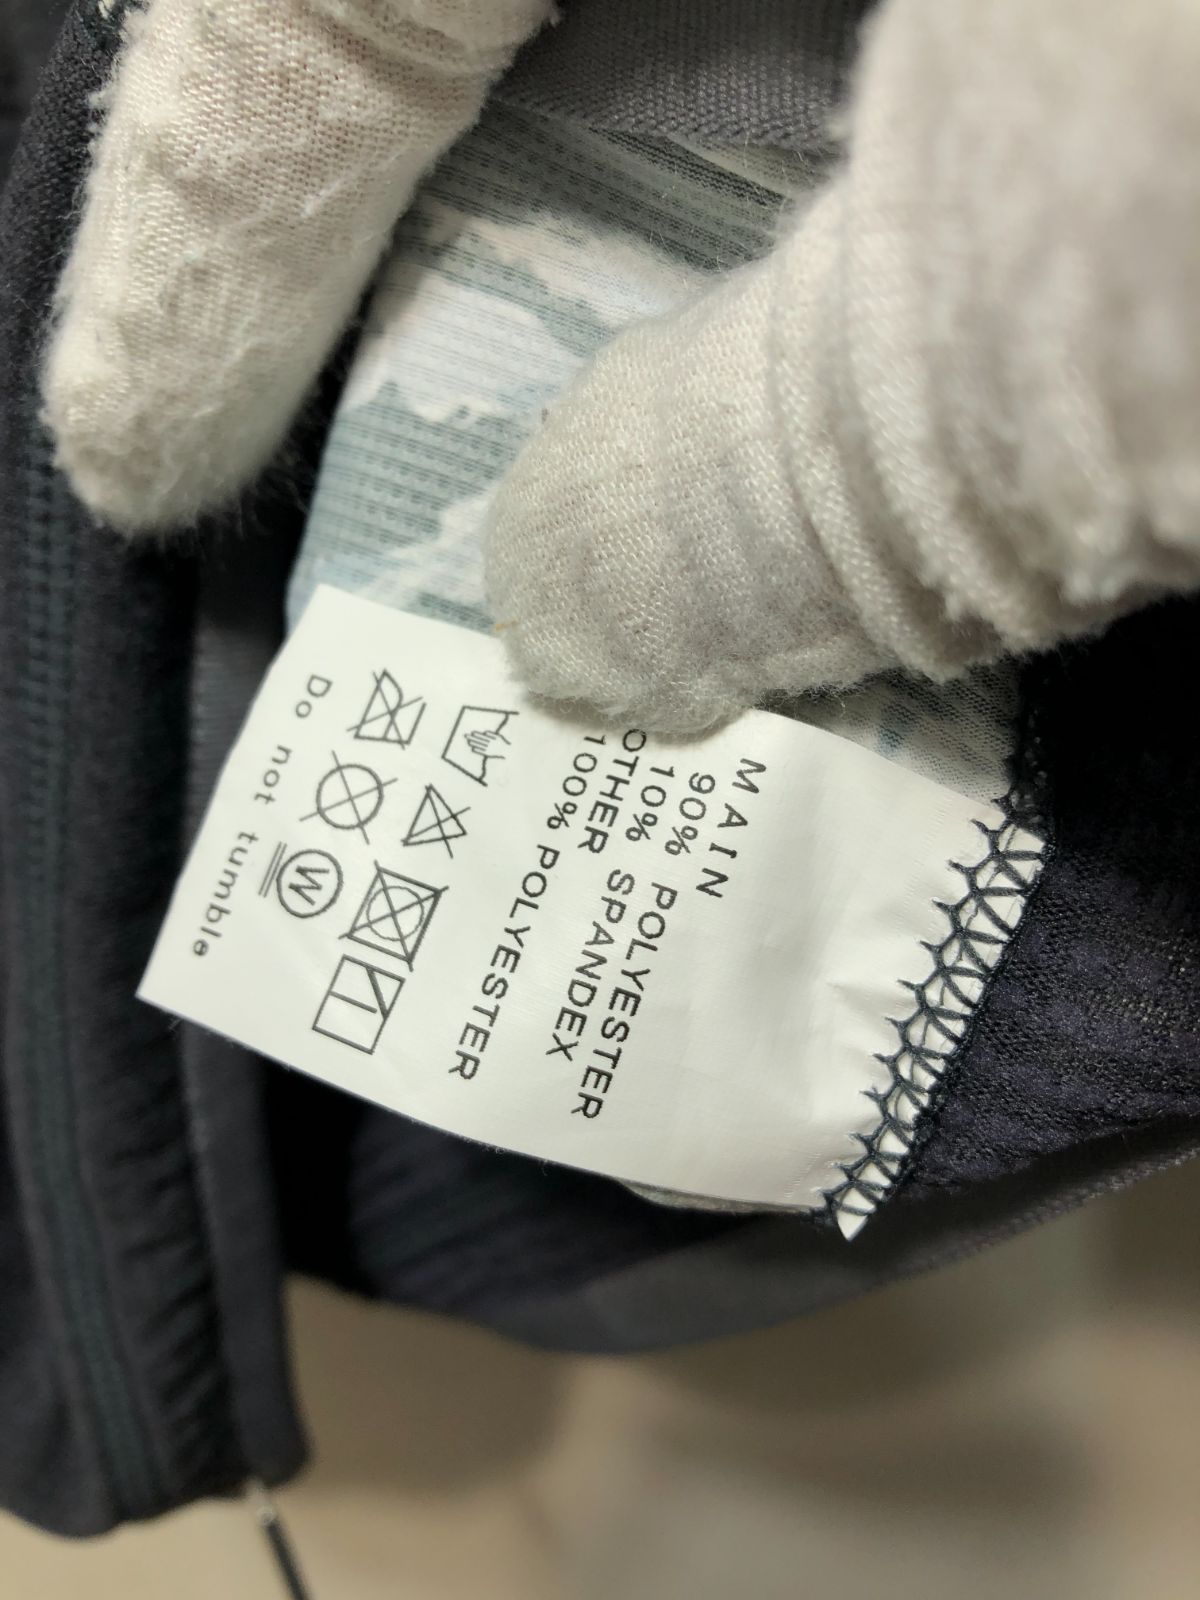 MAIN
90% POLYESTER
10% SPANDEX
OTHER
100% POLYESTER
W
Do not tumble